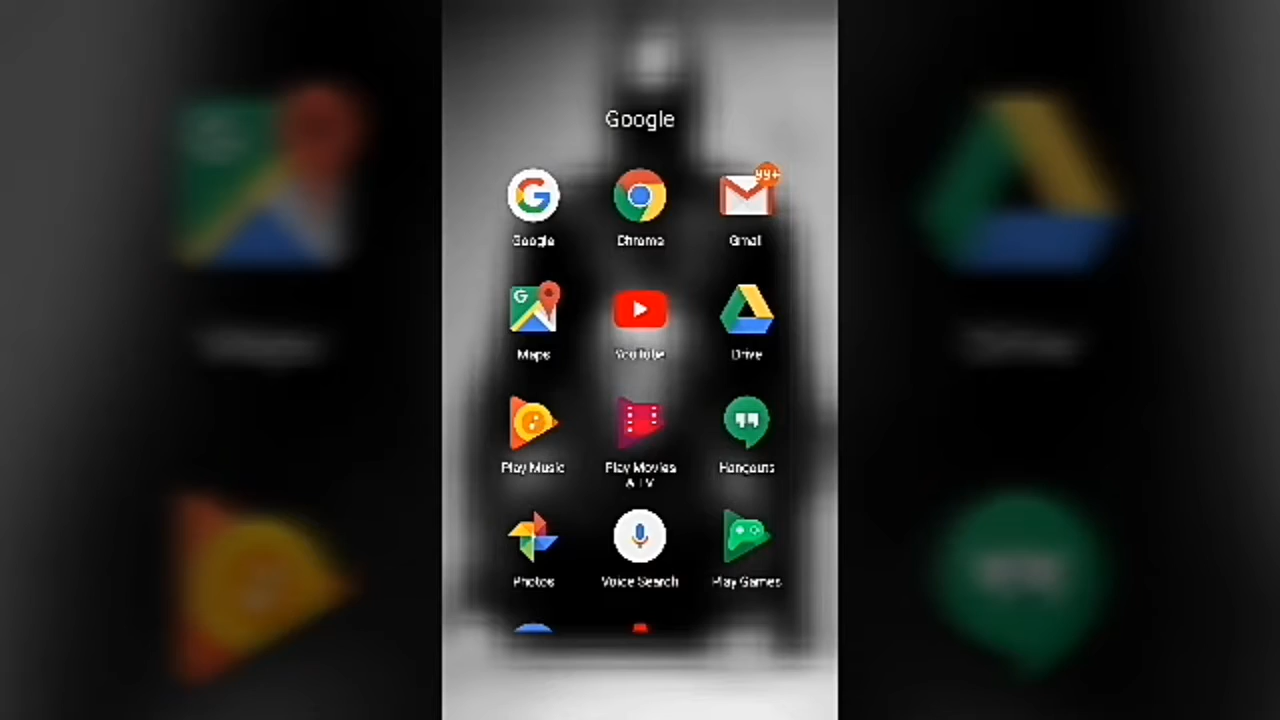 Google
99+
Google
Chrome
Gmail
G
Maps
YouTube
Drive
Play Music
Play Movies
& TV
Hangouts
Photos
Voice Search
Play Games